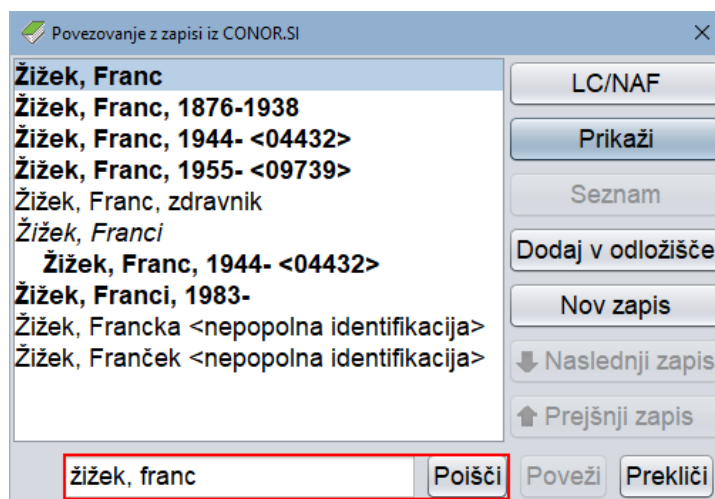 Povezovanje z zapisi iz CONOR.SI
Žižek, Franc
Žižek, Franc, 1876-1938
Žižek, Franc, 1944- <04432>
Žižek, Franc, 1955- <09739>
Žižek, Franc, zdravnik
Žižek, Franci
Žižek, Franc, 1944- <04432>
Žižek, Franci, 1983-
Žižek, Francka <nepopolna identifikacija>
Žižek, Franček <nepopolna identifikacija>
LC/NAF
Prikaži
Seznam
Dodaj v odložišče
Nov zapis
Naslednji zapis
Prejšnji zapis
žižek, franc
Poišči
Poveži
Prekliči